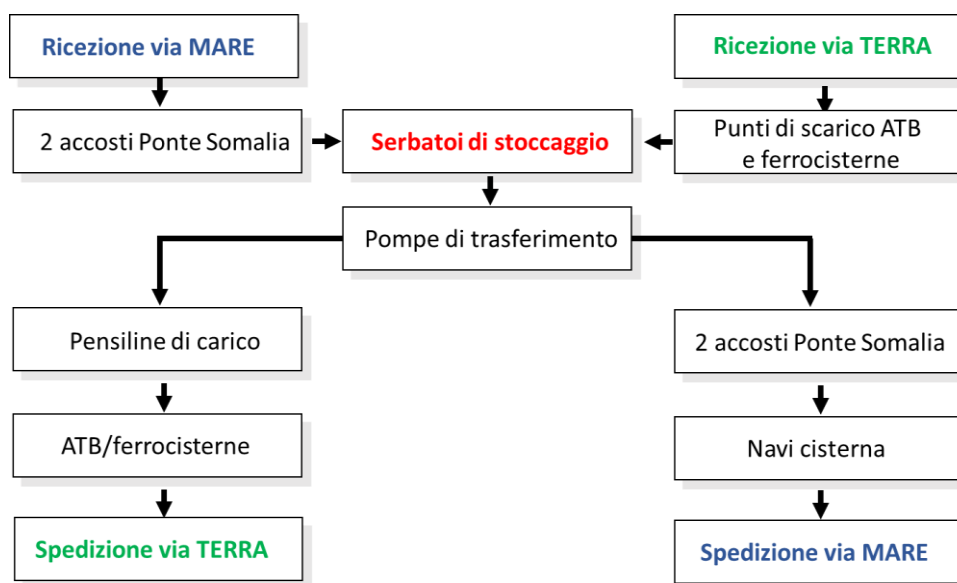 Ricezione via MARE
Ricezione via TERRA
2 accosti Ponte Somalia
Serbatoi di stoccaggio
Punti di scarico ATB
e ferrocisterne
Pompe di trasferimento
Pensiline di carico
2 accosti Ponte Somalia
ATB/ferrocisterne
Navi cisterna
Spedizione via TERRA
Spedizione via MARE